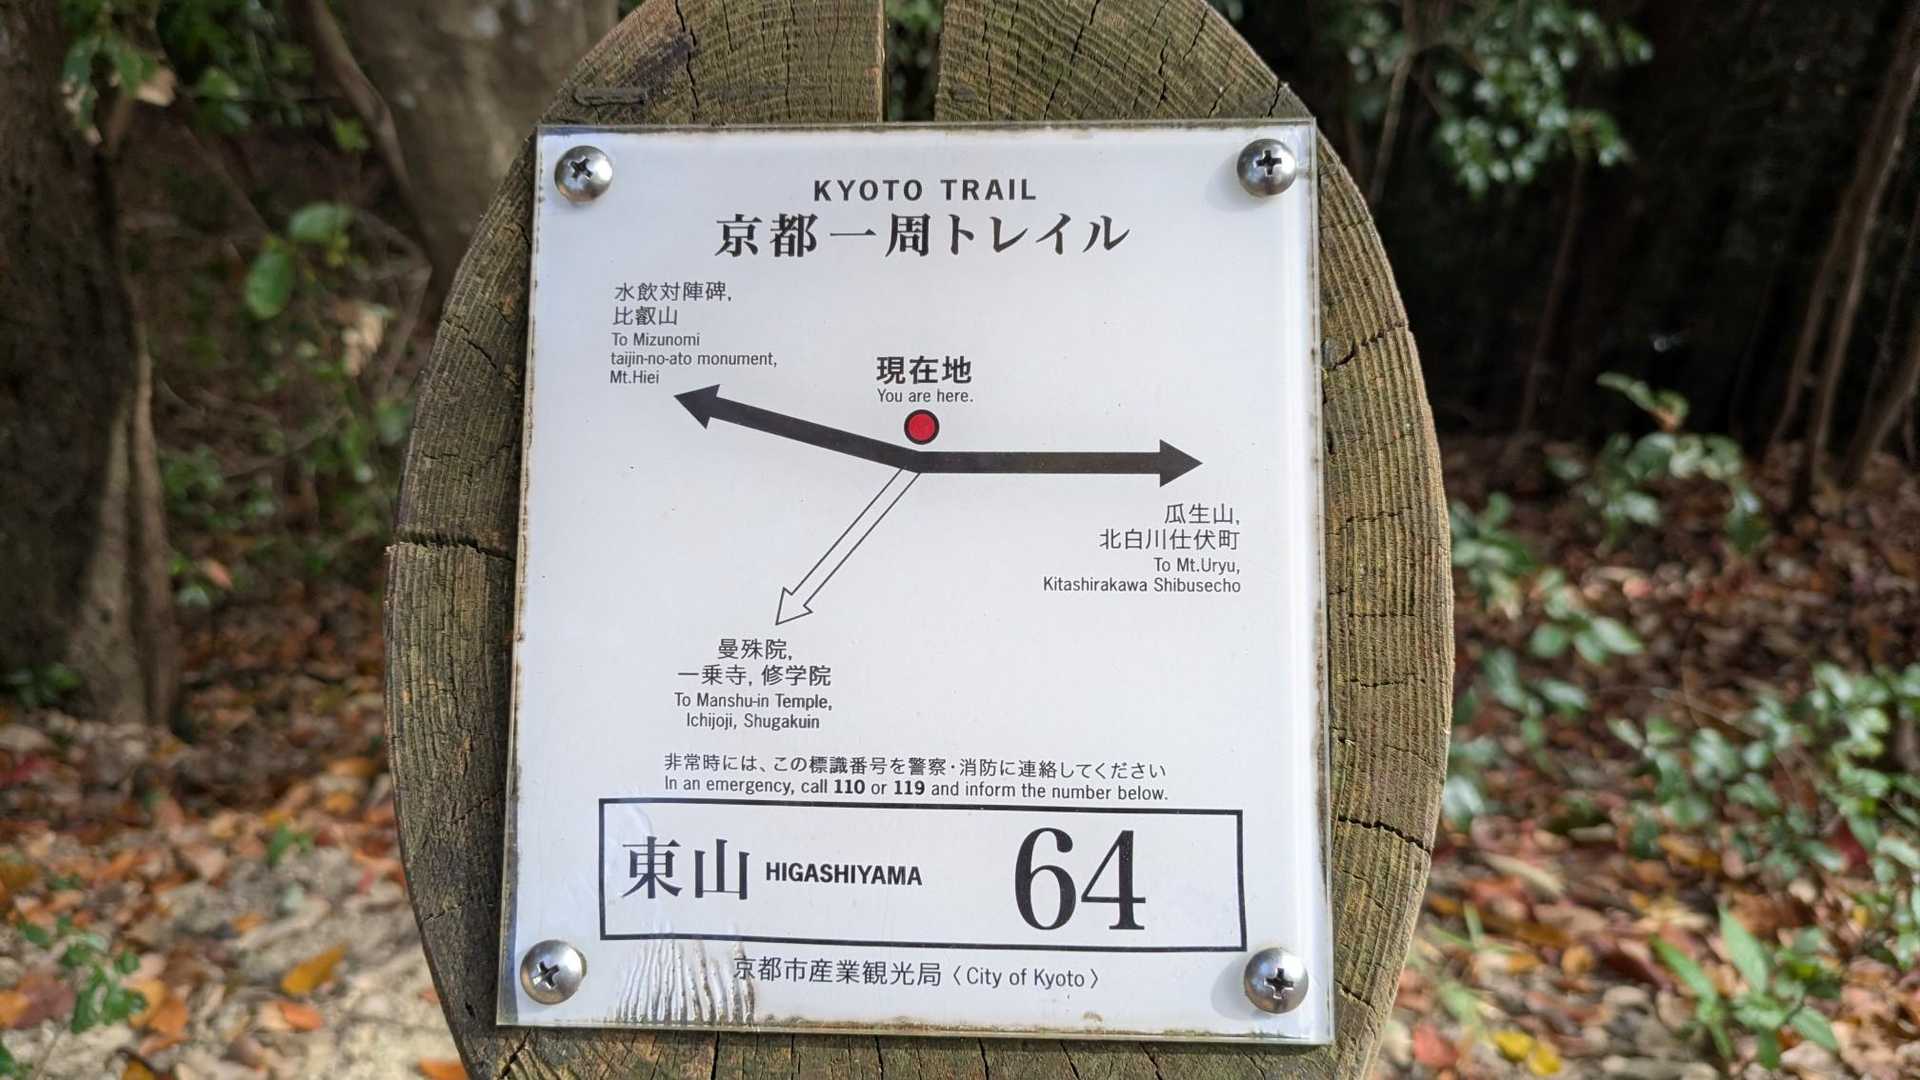 KYOTO TRAIL
京都一周トレイル
水飲対陣碑,
比叡山
To Mizunomi
taijin-no-ato monument,
Mt.Hiei
現在地
You are here.
瓜生山,
北白川仕伏町
To Mt.Uryu,
Kitashirakawa Shibusecho
曼殊院,
一乗寺, 修学院
To Manshu-in Temple,
Ichijoji, Shugakuin
非常時には、この標識番号を警察・消防に連絡してください
In an emergency, call 110 or 119 and inform the number below.
東山 HIGASHIYAMA 64
京都市産業観光局〈City of Kyoto〉